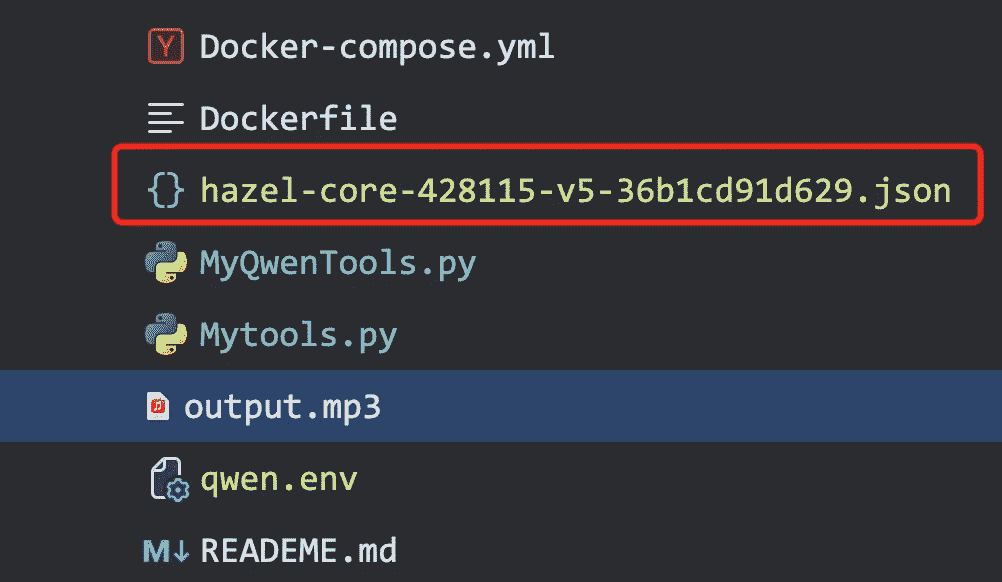 Docker-compose.yml
Dockerfile
hazel-core-428115-v5-36b1cd91d629.json
MyQwenTools.py
Mytools.py
output.mp3
qwen.env
READEME.md